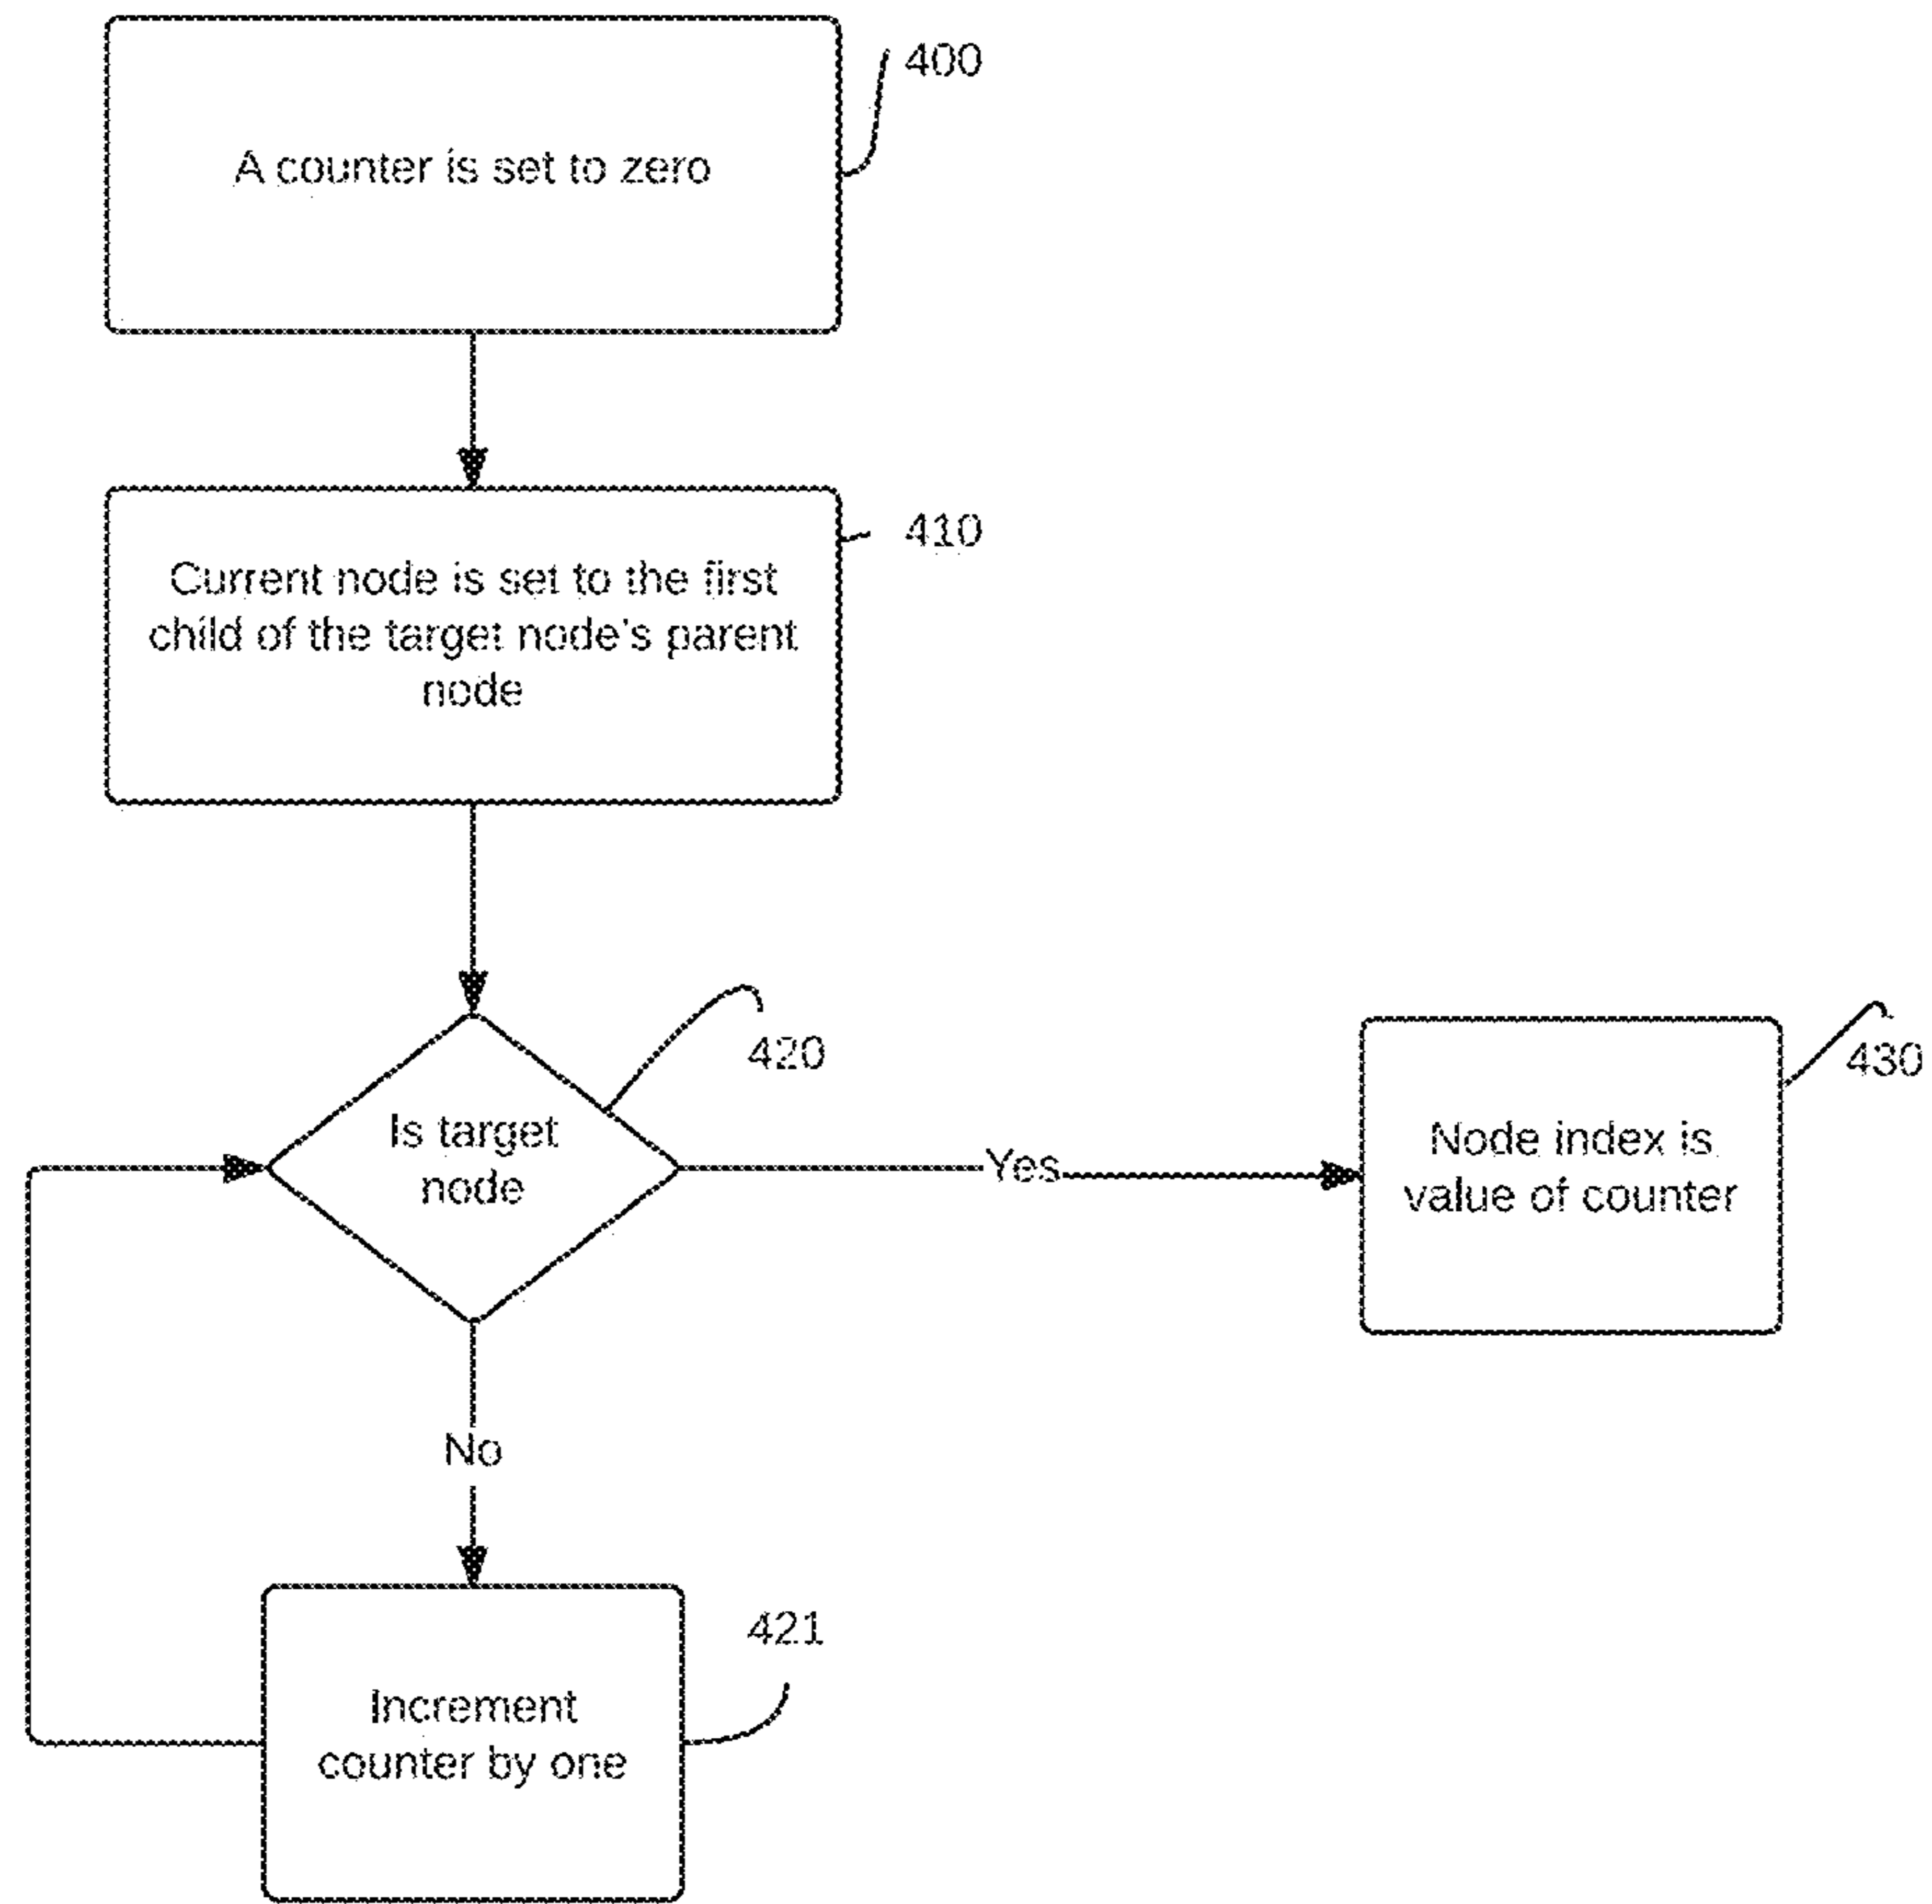 400
A counter is set to zero
410
Current node is set to the first
child of the target node's parent
node
420
Is target
node
Yes
430
Node index is
value of counter
No
421
Increment
counter by one